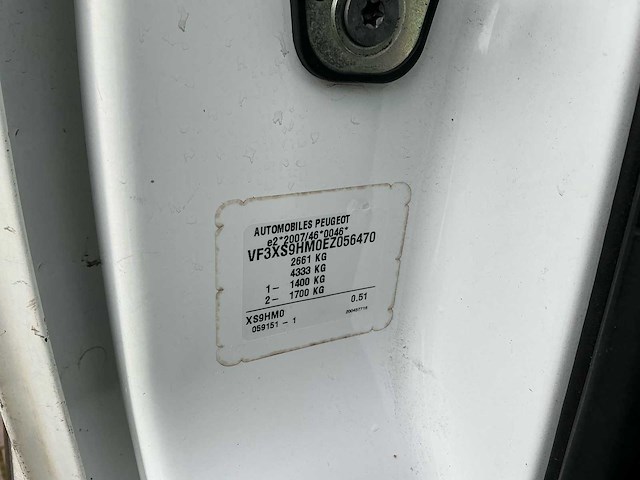 AUTOMOBILES PEUGEOT
e2*2007/46*0046*
VF3XS9HM0EZ056470
2661 KG
4333 KG
1- 1400 KG
2- 1700 KG
XS9HM0 0.51
059151 - 1